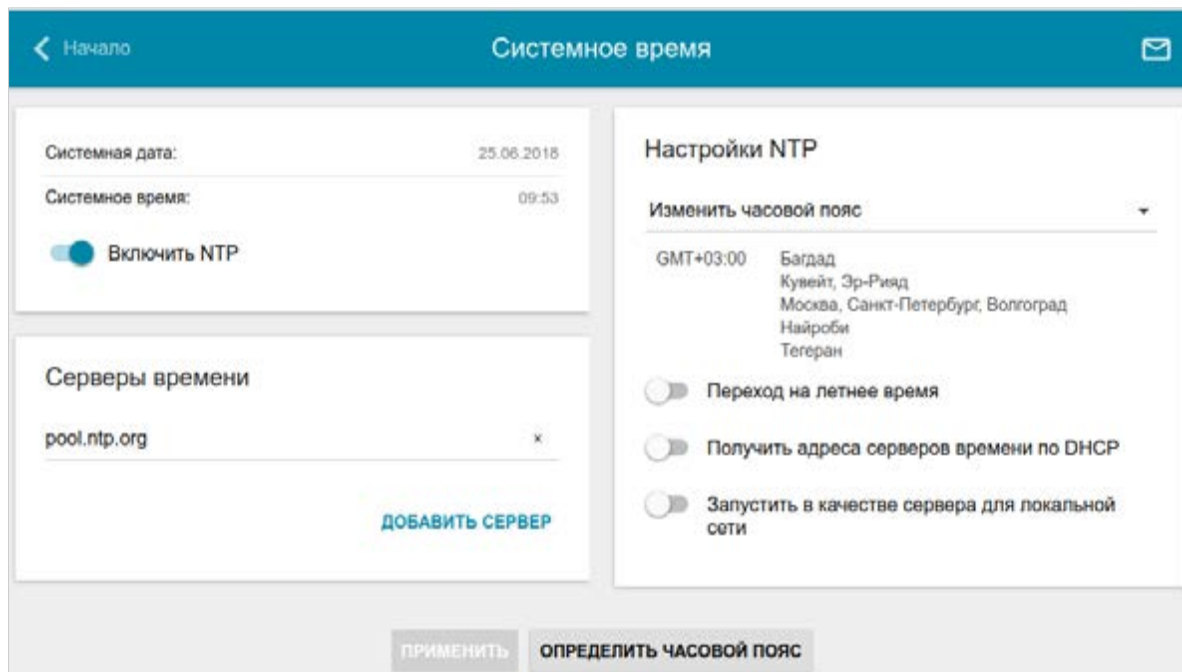 Начало
Системное время
Системная дата: 25.06.2018
Системное время: 09:53
Включить NTP
Серверы времени
pool.ntp.org ×
ДОБАВИТЬ СЕРВЕР
Настройки NTP
Изменить часовой пояс
GMT+03:00 Багдад
Кувейт, Эр-Рияд
Москва, Санкт-Петербург, Волгоград
Найроби
Тегеран
Переход на летнее время
Получить адреса серверов времени по DHCP
Запустить в качестве сервера для локальной
сети
ПРИМЕНИТЬ
ОПРЕДЕЛИТЬ ЧАСОВОЙ ПОЯС